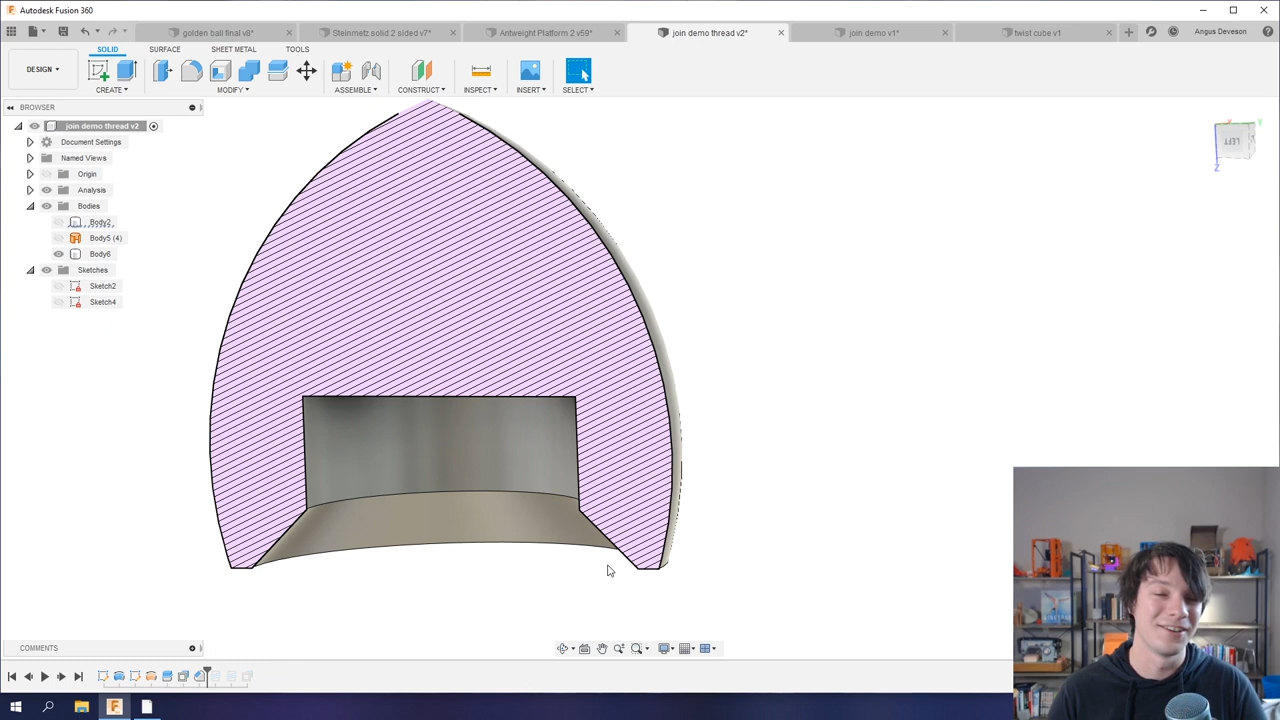 Autodesk Fusion 360
golden ball final v8*
Steinmetz solid 2 sided v7*
Antweight Platform 2 v59*
join demo thread v2*
join demo v1*
twist cube v1
Angus Deveson
SOLID
SURFACE
SHEET METAL
TOOLS
DESIGN
CREATE
MODIFY
ASSEMBLE
CONSTRUCT
INSPECT
INSERT
SELECT
BROWSER
join demo thread v2
Document Settings
Named Views
Origin
Analysis
Bodies
Body2
Body5 (4)
Body6
Sketches
Sketch2
Sketch4
LEFT
Z
Y
COMMENTS